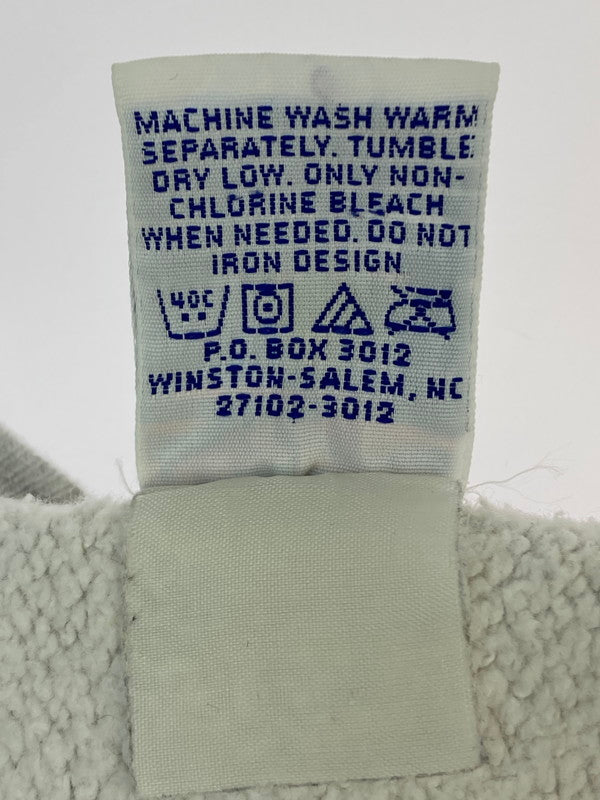 MACHINE WASH WARM
SEPARATELY. TUMBLE
DRY LOW. ONLY NON-
CHLORINE BLEACH
WHEN NEEDED. DO NOT
IRON DESIGN
40C
P.O. BOX 3012
WINSTON-SALEM, NC
27102-3012